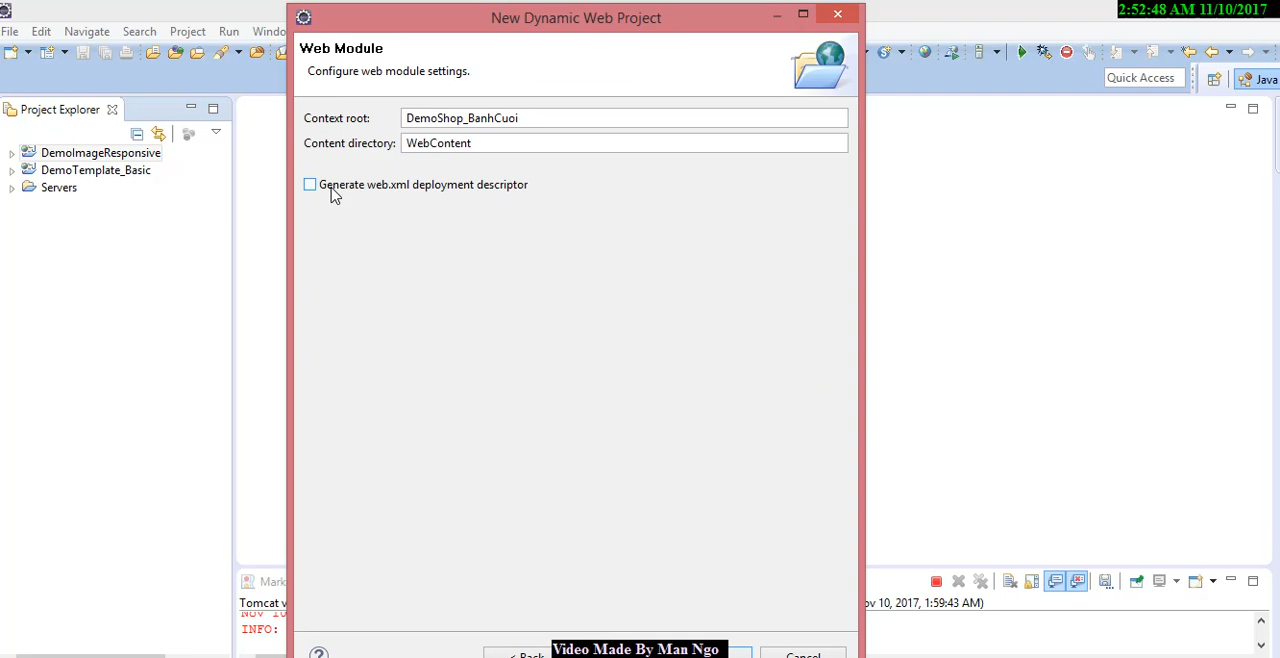 New Dynamic Web Project
2:52:48 AM 11/10/2017
File Edit Navigate Search Project Run
Web Module
Configure web module settings.
Quick Access
Java
Project Explorer
Context root: DemoShop_BanhCuoi
Content directory: WebContent
DemoImageResponsive
DemoTemplate_Basic
Servers
Generate web.xml deployment descriptor
Tomcat
10, 2017, 1:59:43 AM)
INFO:
Video Made By Man Ngo
< Back
Cancel